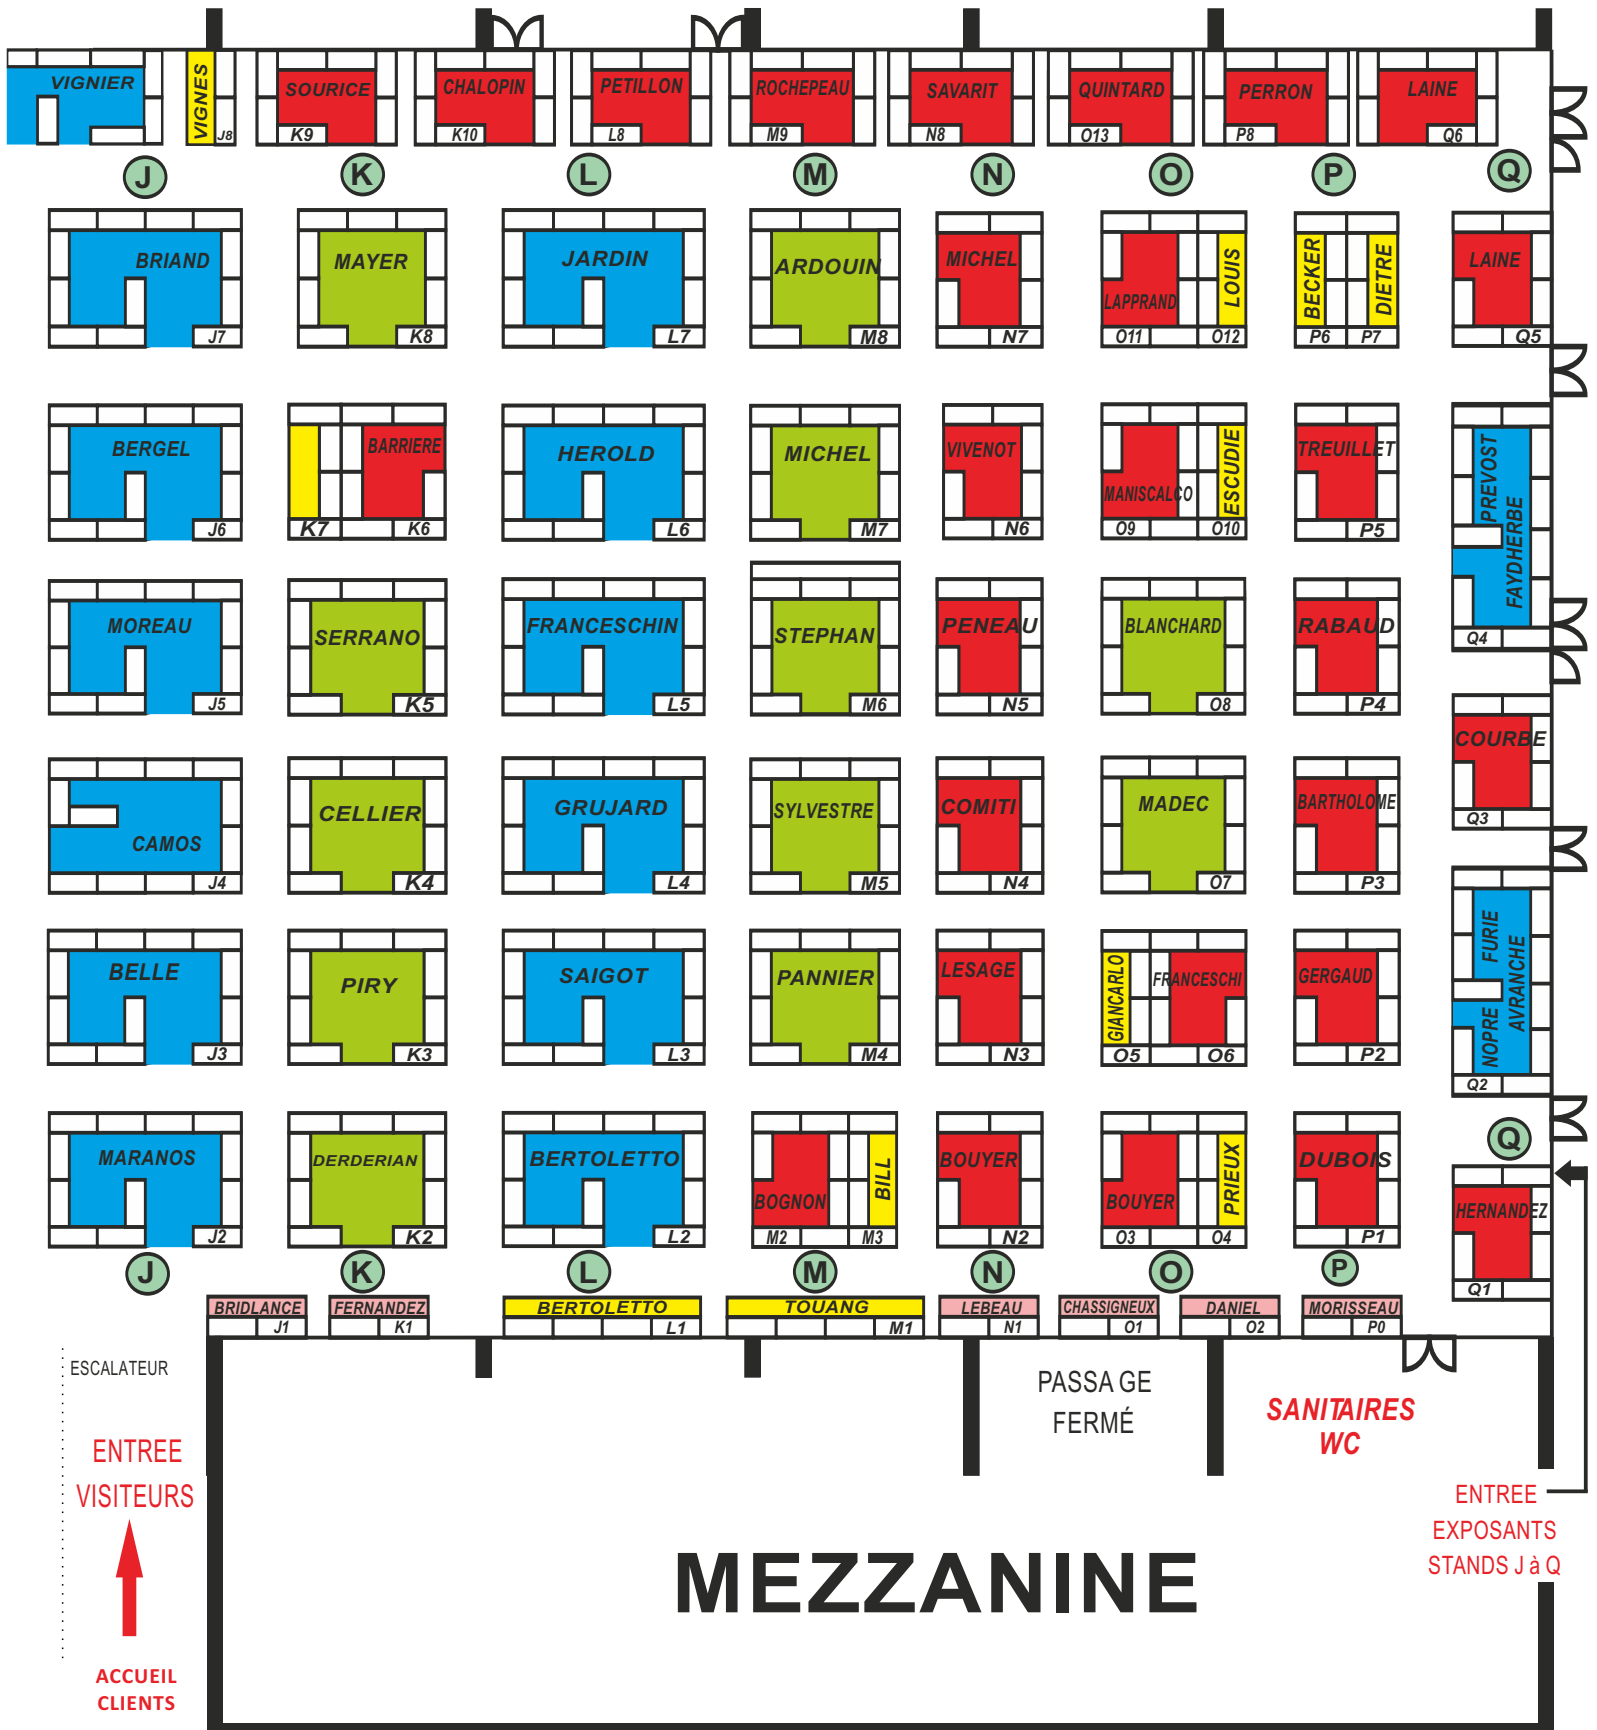 VIGNIER
VIGNES
J8
SOURICE
K9
CHALOPIN
K10
PETILLON
L8
ROCHEPEAU
M9
SAVARIT
N8
QUINTARD
O13
PERRON
P8
LAINE
Q6
J
K
L
M
N
O
P
Q
BRIAND
J7
MAYER
K8
JARDIN
L7
ARDOUIN
M8
MICHEL
N7
LAPPRAND
O11
LOUIS
O12
BECKER
P6
DIETRE
P7
LAINE
Q5
BERGEL
J6
K7
BARRIERE
K6
HEROLD
L6
MICHEL
M7
VIVENOT
N6
MANISCALCO
O9
ESCUDIE
O10
TREUILLET
P5
PREVOST
FAYDHERBE
Q4
MOREAU
J5
SERRANO
K5
FRANCESCHIN
L5
STEPHAN
M6
PENEAU
N5
BLANCHARD
O8
RABAUD
P4
COURBE
Q3
CAMOS
J4
CELLIER
K4
GRUJARD
L4
SYLVESTRE
M5
COMITI
N4
MADEC
O7
BARTHOLOME
P3
FURIE
AVRANCHE
NOPRE
Q2
BELLE
J3
PIRY
K3
SAIGOT
L3
PANNIER
M4
LESAGE
N3
GIANCARLO
O5
FRANCESCHI
O6
GERGAUD
P2
Q
MARANOS
J2
DERDERIAN
K2
BERTOLETTO
L2
BOGNON
M2
BILL
M3
BOUYER
N2
BOUYER
O3
PRIEUX
O4
DUBOIS
P1
HERNANDEZ
Q1
J
K
L
M
N
O
P
BRIDLANCE
J1
FERNANDEZ
K1
BERTOLETTO
L1
TOUANG
M1
LEBEAU
N1
CHASSIGNEUX
O1
DANIEL
O2
MORISSEAU
P0
ESCALATEUR
ENTREE
VISITEURS
ACCUEIL
CLIENTS
PASSA GE
FERMÉ
SANITAIRES
WC
ENTREE
EXPOSANTS
STANDS J à Q
MEZZANINE